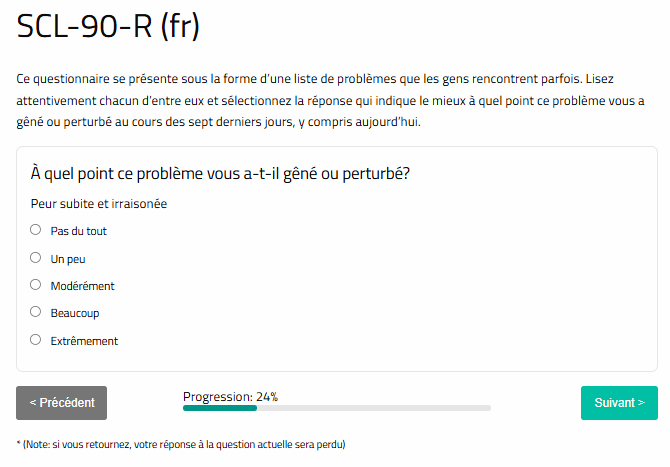 SCL-90-R (fr)
Ce questionnaire se présente sous la forme d'une liste de problèmes que les gens rencontrent parfois. Lisez
attentivement chacun d'entre eux et sélectionnez la réponse qui indique le mieux à quel point ce problème vous a
gêné ou perturbé au cours des sept derniers jours, y compris aujourd'hui.
À quel point ce problème vous a-t-il gêné ou perturbé?
Peur subite et irraisonée
Pas du tout
Un peu
Modérément
Beaucoup
Extrêmement
< Précédent
Progression: 24%
Suivant >
* (Note: si vous retournez, votre réponse à la question actuelle sera perdu)